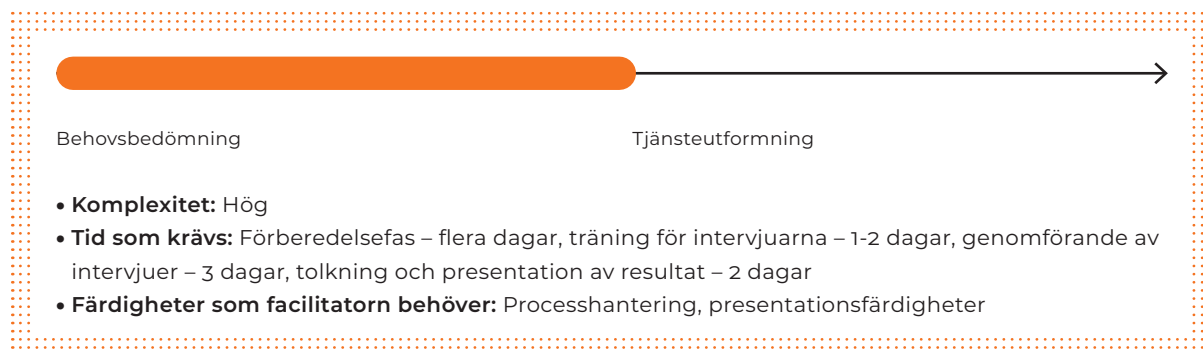 Behovsbedömning
Tjänsteutformning
• Komplexitet: Hög
• Tid som krävs: Förberedelsefas – flera dagar, träning för intervjuarna – 1-2 dagar, genomförande av
intervjuer – 3 dagar, tolkning och presentation av resultat – 2 dagar
• Färdigheter som facilitatorn behöver: Processhantering, presentationsfärdigheter